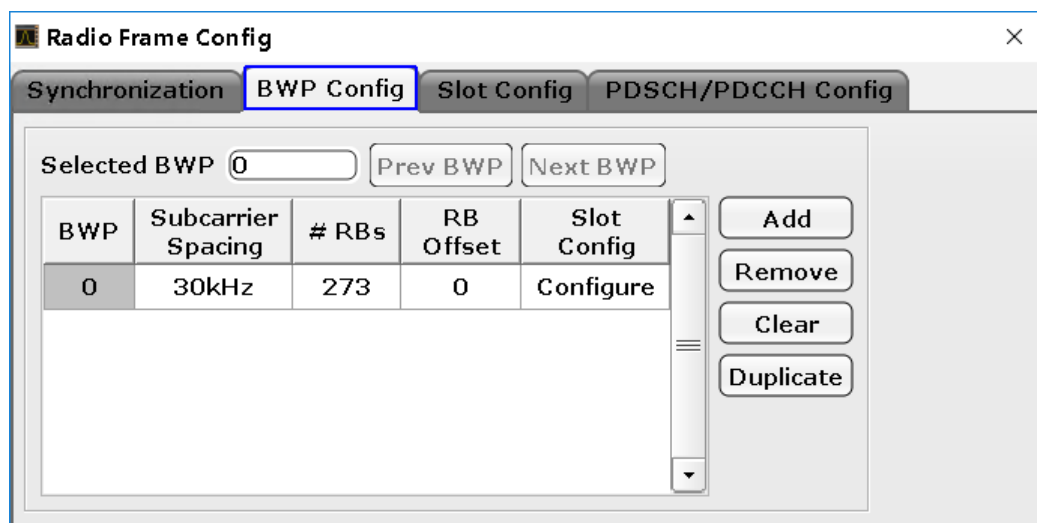 Radio Frame Config
Synchronization BWP Config Slot Config PDSCH/PDCCH Config
Selected BWP 0 Prev BWP Next BWP
BWP Subcarrier Spacing # RBs RB Offset Slot Config
0 30kHz 273 0 Configure
Add
Remove
Clear
Duplicate